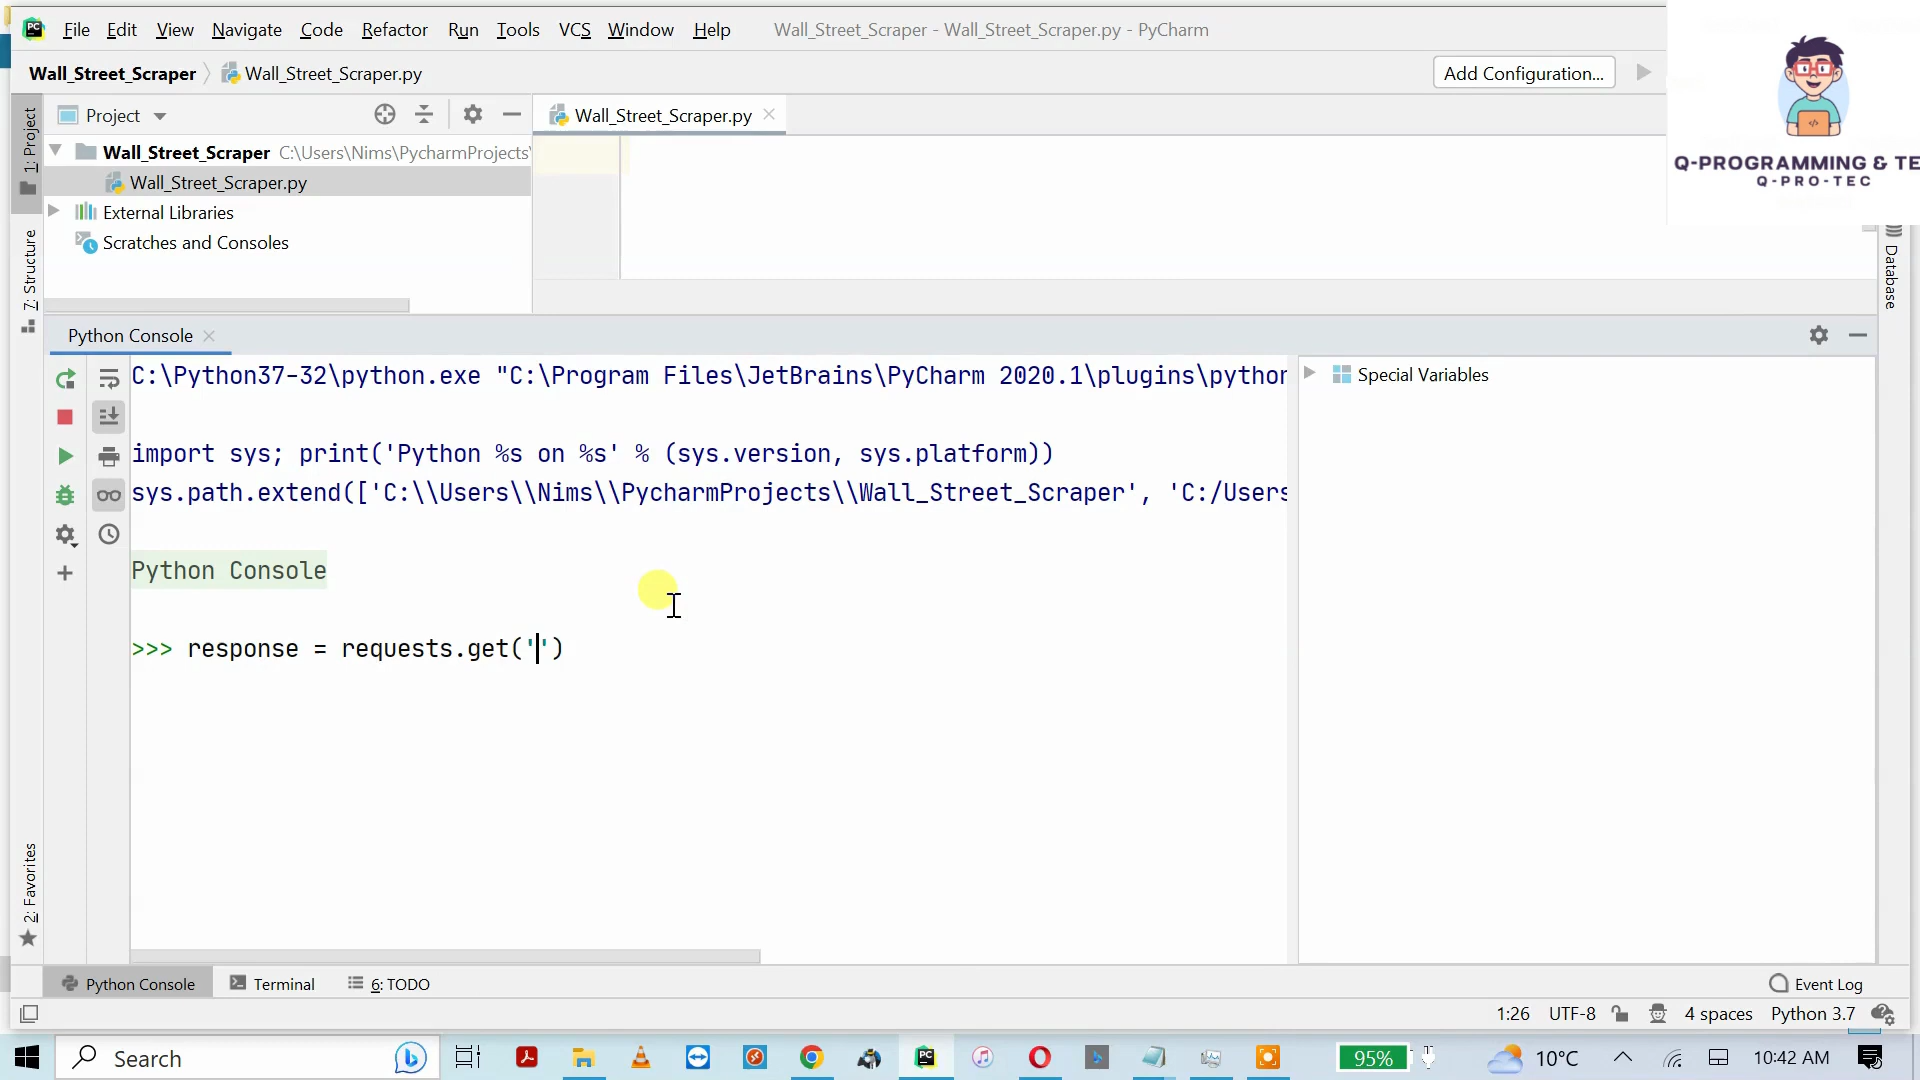 File Edit View Navigate Code Refactor Run Tools VCS Window Help Wall_Street_Scraper - Wall_Street_Scraper.py - PyCharm
Wall_Street_Scraper Wall_Street_Scraper.py Add Configuration...
Q-PROGRAMMING & TE
Q-PRO-TEC
1: Project
Project
Wall_Street_Scraper.py
Wall_Street_Scraper C:\Users\Nims\PycharmProjects\
Wall_Street_Scraper.py
External Libraries
Scratches and Consoles
7: Structure
Database
Python Console
C:\Python37-32\python.exe "C:\Program Files\JetBrains\PyCharm 2020.1\plugins\python
Special Variables
import sys; print('Python %s on %s' % (sys.version, sys.platform))
sys.path.extend(['C:\\Users\\Nims\\PycharmProjects\\Wall_Street_Scraper', 'C:/Users
Python Console
>>> response = requests.get('')
2: Favorites
Python Console Terminal 6: TODO Event Log
1:26 UTF-8 4 spaces Python 3.7
Search 95% 10°C 10:42 AM